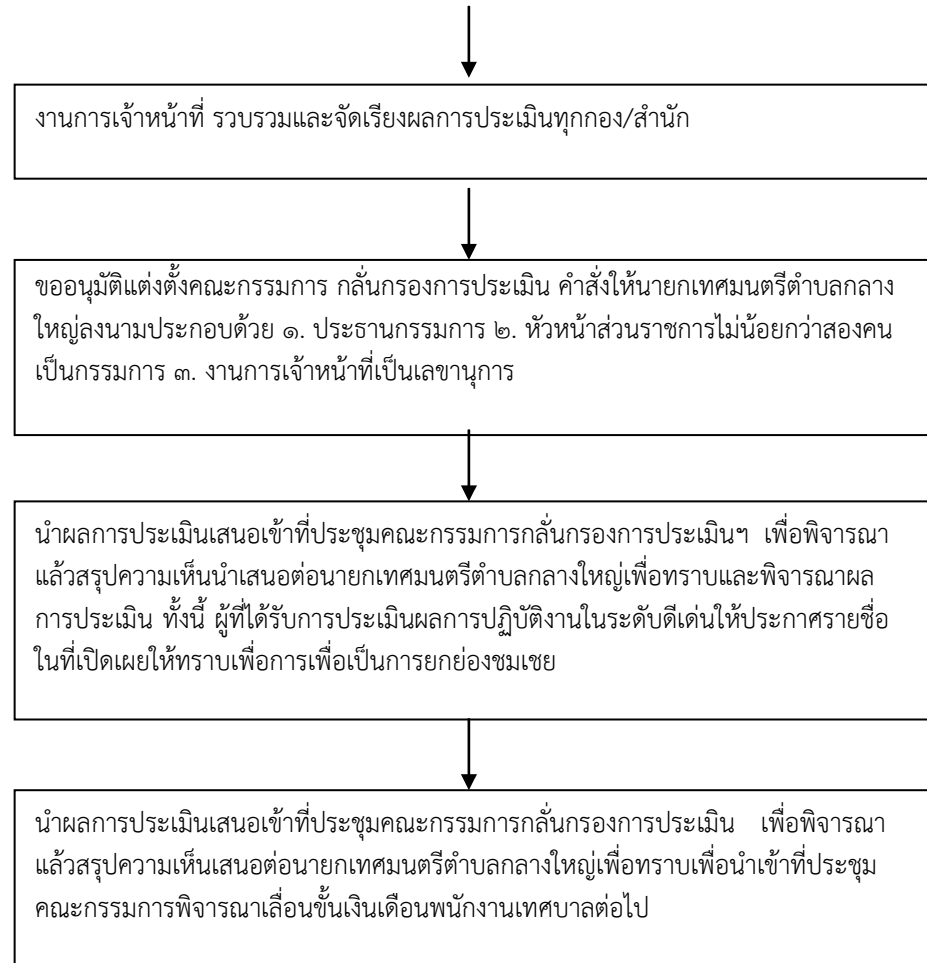 งานการเจ้าหน้าที่ รวบรวมและจัดเรียงผลการประเมินทุกกอง/สำนัก
ขออนุมัติแต่งตั้งคณะกรรมการ กลั่นกรองการประเมิน คำสั่งให้นายกเทศมนตรีตำบลกลาง
ใหญ่ลงนามประกอบด้วย ๑. ประธานกรรมการ ๒. หัวหน้าส่วนราชการไม่น้อยกว่าสองคน
เป็นกรรมการ ๓. งานการเจ้าหน้าที่เป็นเลขานุการ
นำผลการประเมินเสนอเข้าที่ประชุมคณะกรรมการกลั่นกรองการประเมินฯ เพื่อพิจารณา
แล้วสรุปความเห็นนำเสนอต่อนายกเทศมนตรีตำบลกลางใหญ่เพื่อทราบและพิจารณาผล
การประเมิน ทั้งนี้ ผู้ที่ได้รับการประเมินผลการปฏิบัติงานในระดับดีเด่นให้ประกาศรายชื่อ
ในที่เปิดเผยให้ทราบเพื่อการเพื่อเป็นการยกย่องชมเชย
นำผลการประเมินเสนอเข้าที่ประชุมคณะกรรมการกลั่นกรองการประเมิน เพื่อพิจารณา
แล้วสรุปความเห็นเสนอต่อนายกเทศมนตรีตำบลกลางใหญ่เพื่อทราบเพื่อนำเข้าที่ประชุม
คณะกรรมการพิจารณาเลื่อนขั้นเงินเดือนพนักงานเทศบาลต่อไป